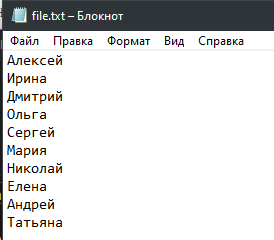 file.txt – Блокнот
Файл Правка Формат Вид Справка
Алексей
Ирина
Дмитрий
Ольга
Сергей
Мария
Николай
Елена
Андрей
Татьяна